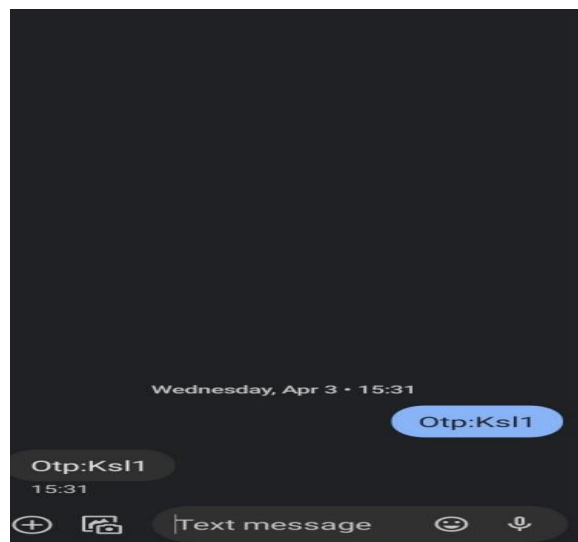 Wednesday, Apr 3 • 15:31
Otp:Ksl1
Otp:Ksl1
15:31
Text message